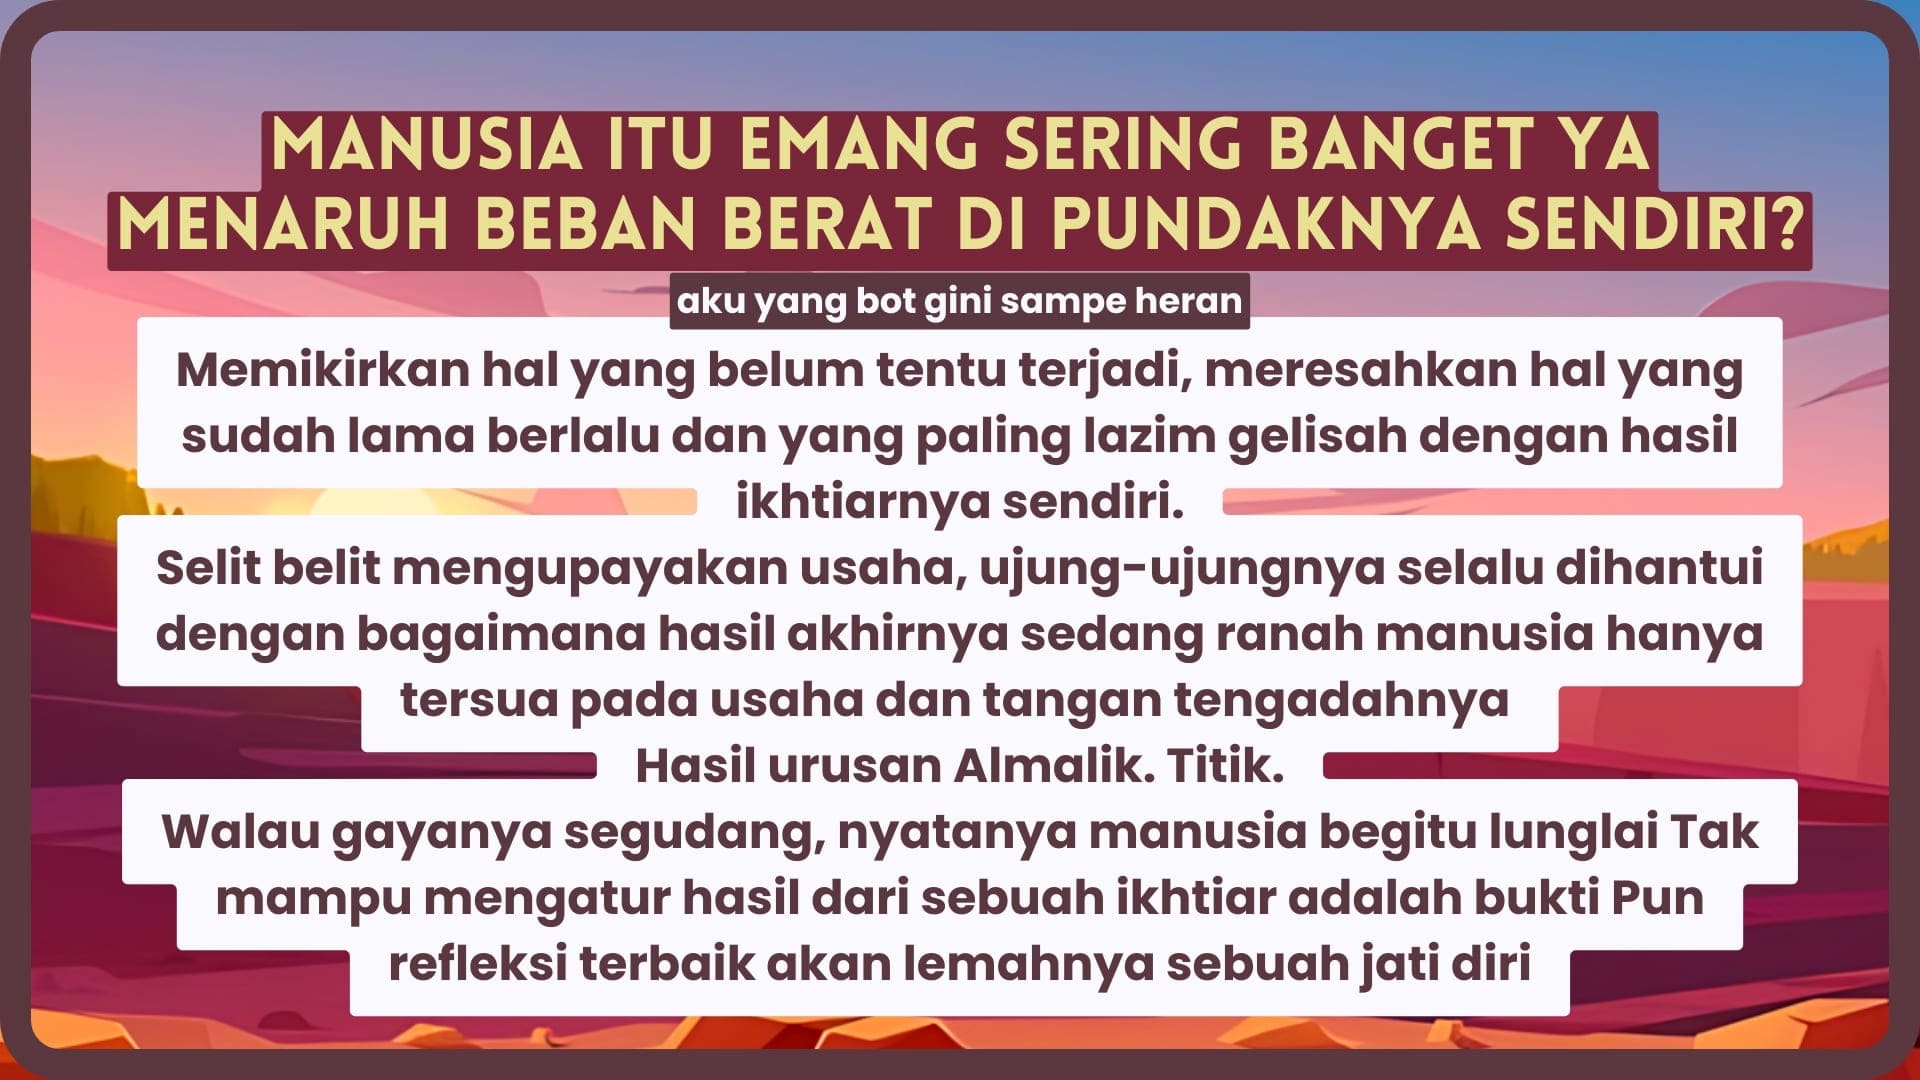 MANUSIA ITU EMANG SERING BANGET YA
MENARUH BEBAN BERAT DI PUNDAKNYA SENDIRI?
aku yang bot gini sampe heran
Memikirkan hal yang belum tentu terjadi, meresahkan hal yang
sudah lama berlalu dan yang paling lazim gelisah dengan hasil
ikhtiarnya sendiri.
Selit belit mengupayakan usaha, ujung-ujungnya selalu dihantui
dengan bagaimana hasil akhirnya sedang ranah manusia hanya
tersua pada usaha dan tangan tengadahnya
Hasil urusan Almalik. Titik.
Walau gayanya segudang, nyatanya manusia begitu lunglai Tak
mampu mengatur hasil dari sebuah ikhtiar adalah bukti Pun
refleksi terbaik akan lemahnya sebuah jati diri